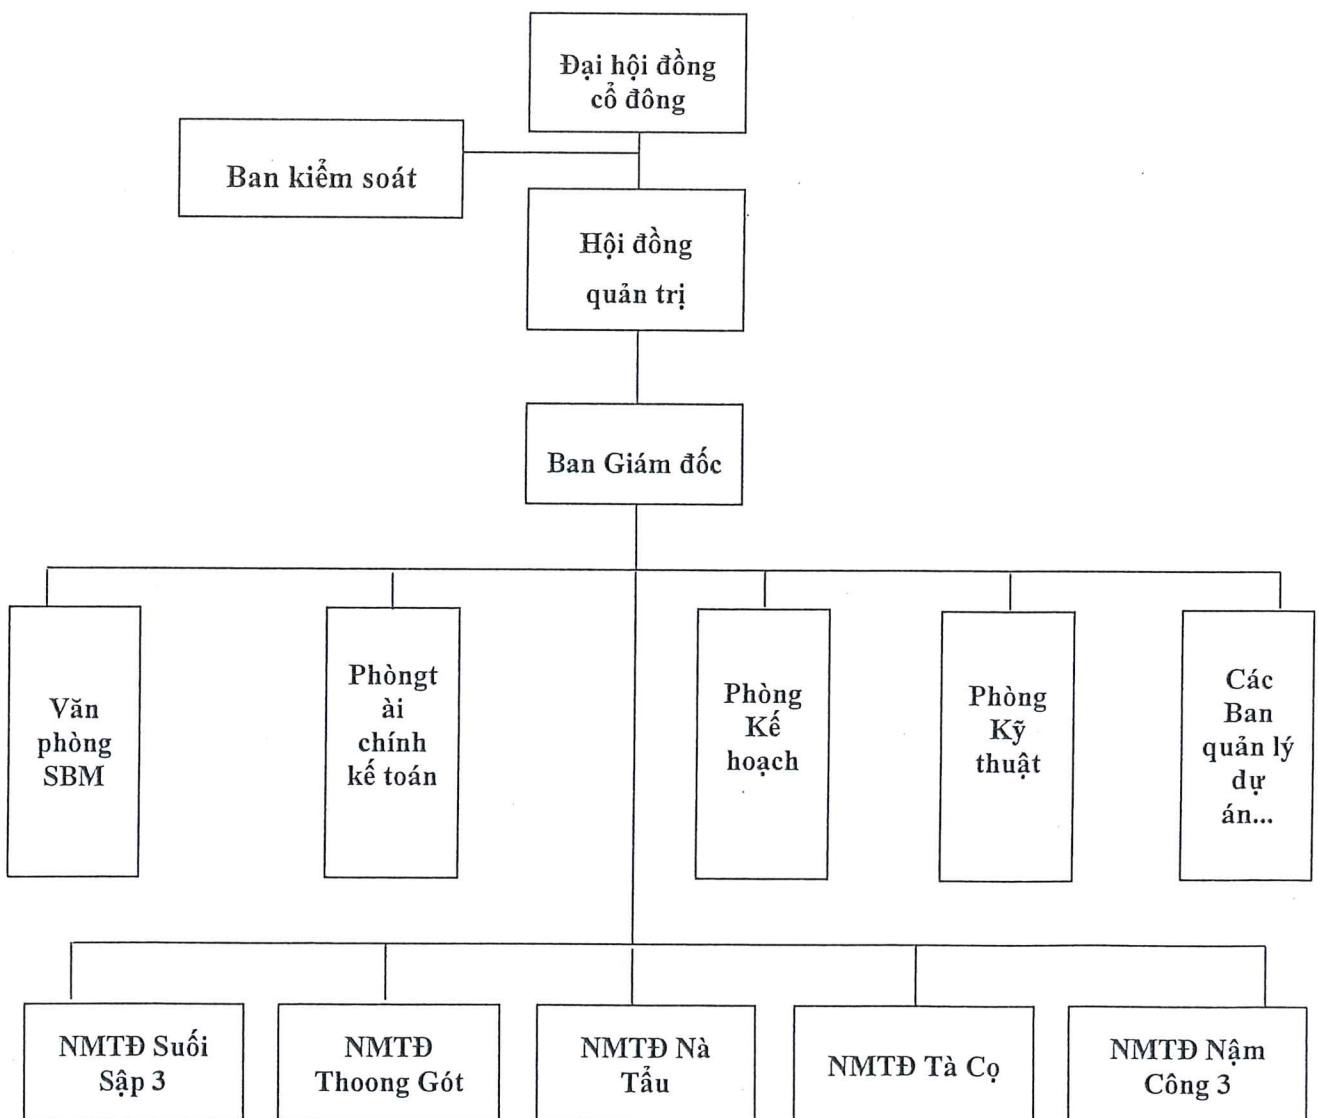 Đại hội đồng
cổ đông
Ban kiểm soát
Hội đồng
quản trị
Ban Giám đốc
Văn
phòng
SBM
Phòngt
ài
chính
kế toán
Phòng
Kế
hoạch
Phòng
Kỹ
thuật
Các
Ban
quản lý
dự
án...
NMTĐ Suối
Sập 3
NMTĐ
Thoong Gót
NMTĐ Nà
Tẩu
NMTĐ Tà Cọ
NMTĐ Nậm
Công 3